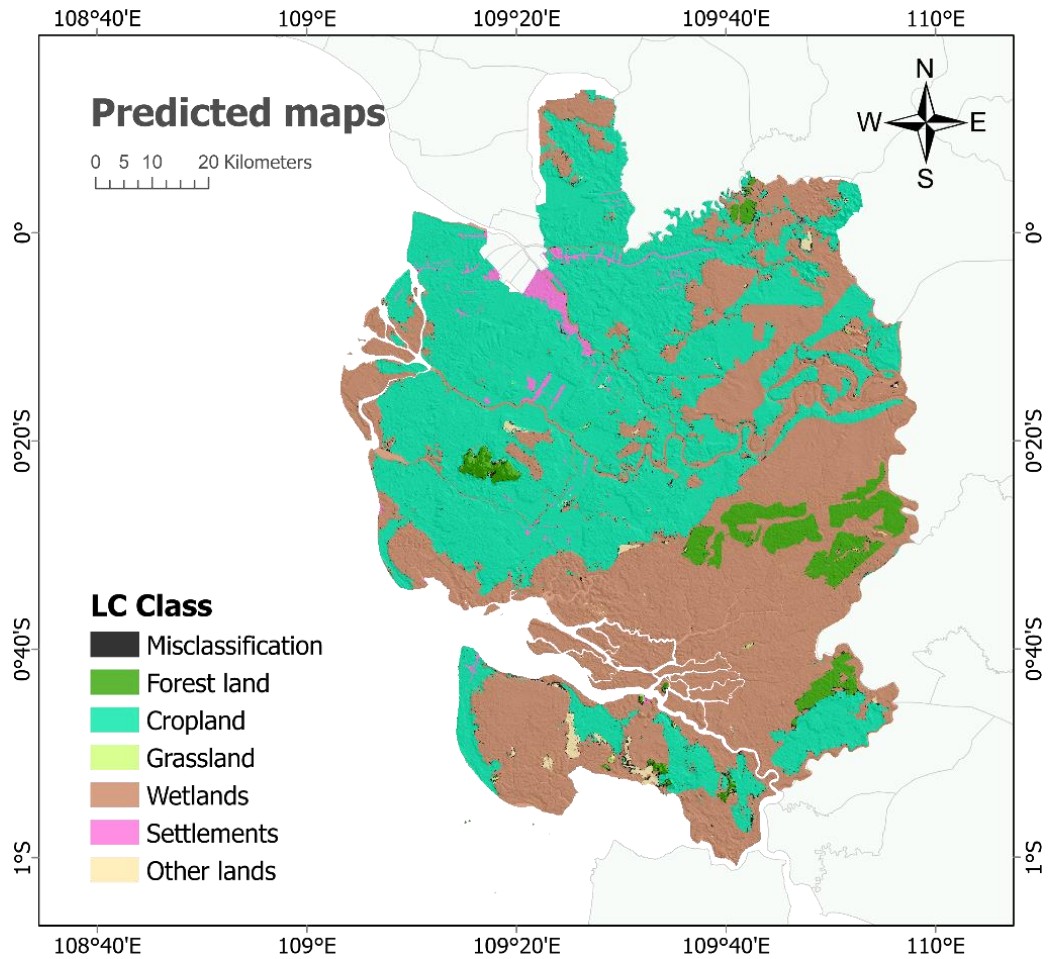 108°40'E 109°E 109°20'E 109°40'E 110°E
Predicted maps
0 5 10 20 Kilometers
N
W E
S
0° 0°
0°20'S 0°20'S
0°40'S 0°40'S
1°S 1°S
LC Class
Misclassification
Forest land
Cropland
Grassland
Wetlands
Settlements
Other lands
108°40'E 109°E 109°20'E 109°40'E 110°E